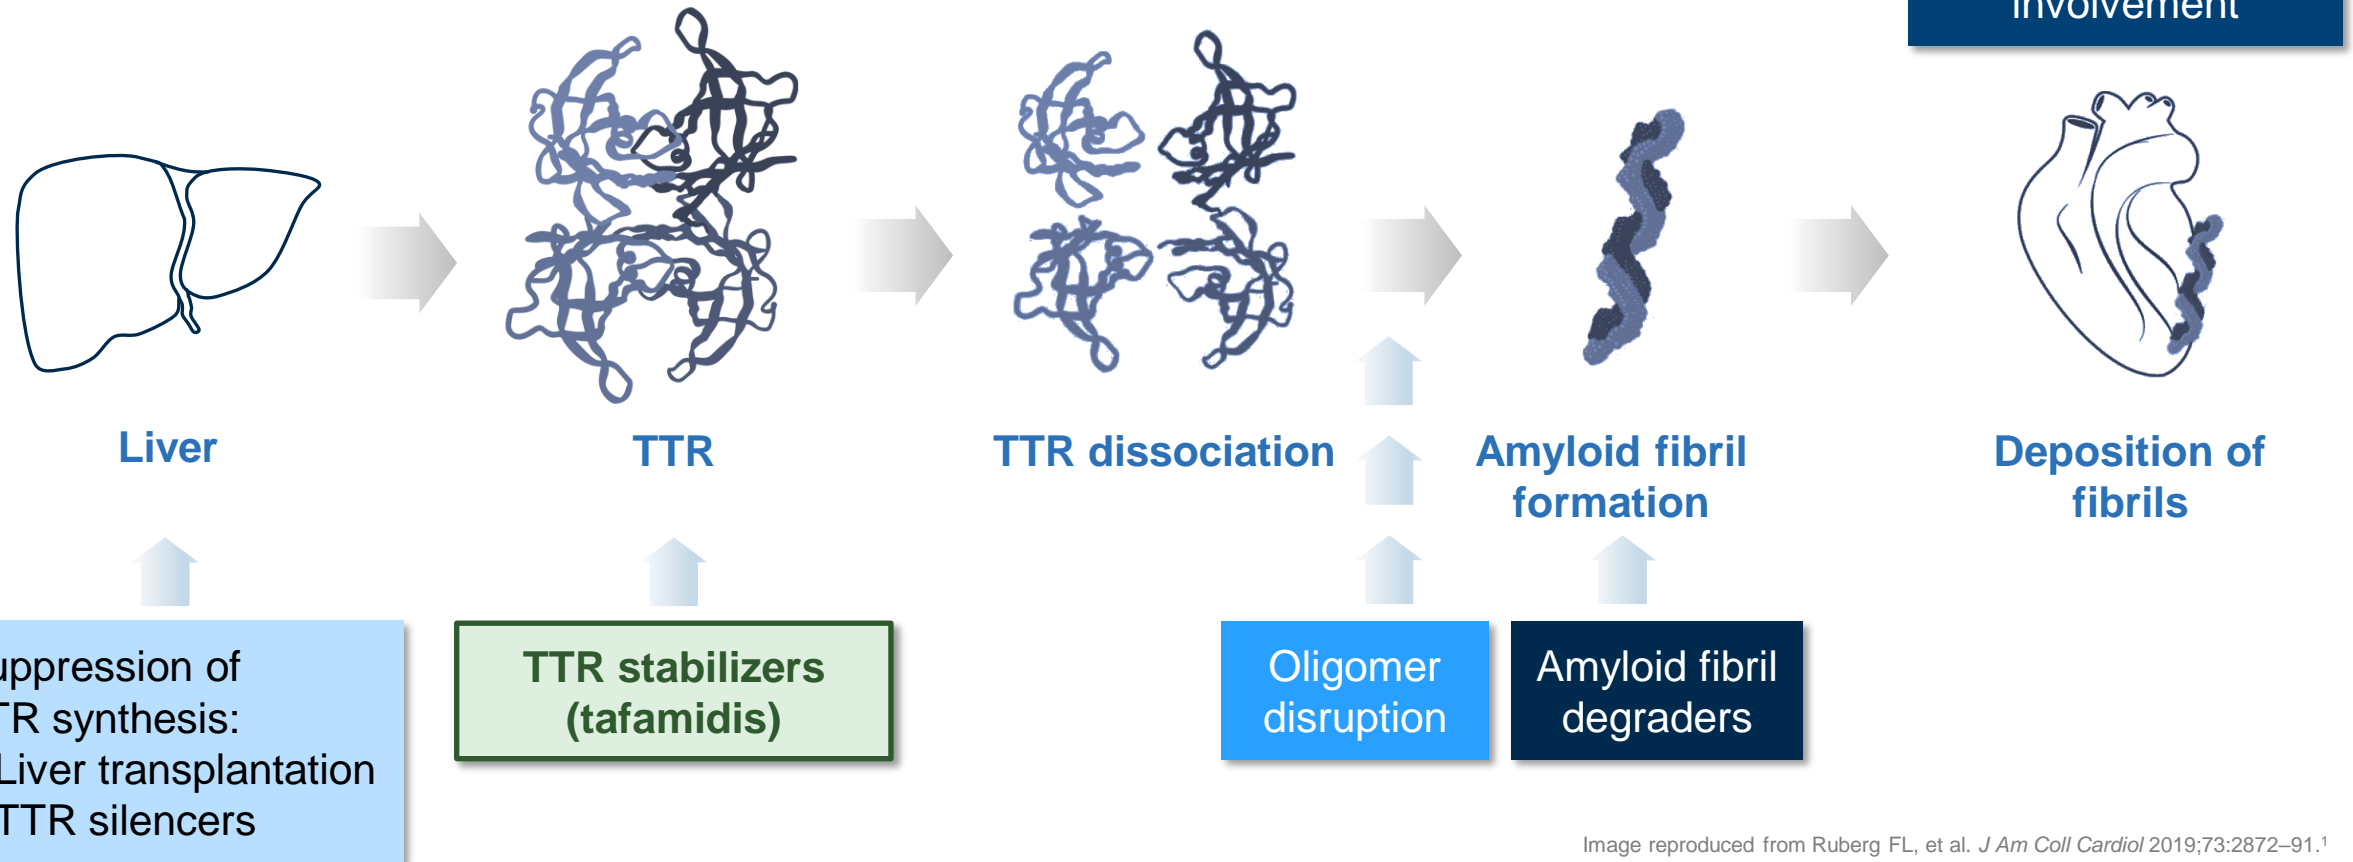 involvement
Liver
TTR
TTR dissociation
Amyloid fibril
formation
Deposition of
fibrils
uppression of
TR synthesis:
Liver transplantation
TTR silencers
TTR stabilizers
(tafamidis)
Oligomer
disruption
Amyloid fibril
degraders
Image reproduced from Ruberg FL, et al. J Am Coll Cardiol 2019;73:2872–91.¹